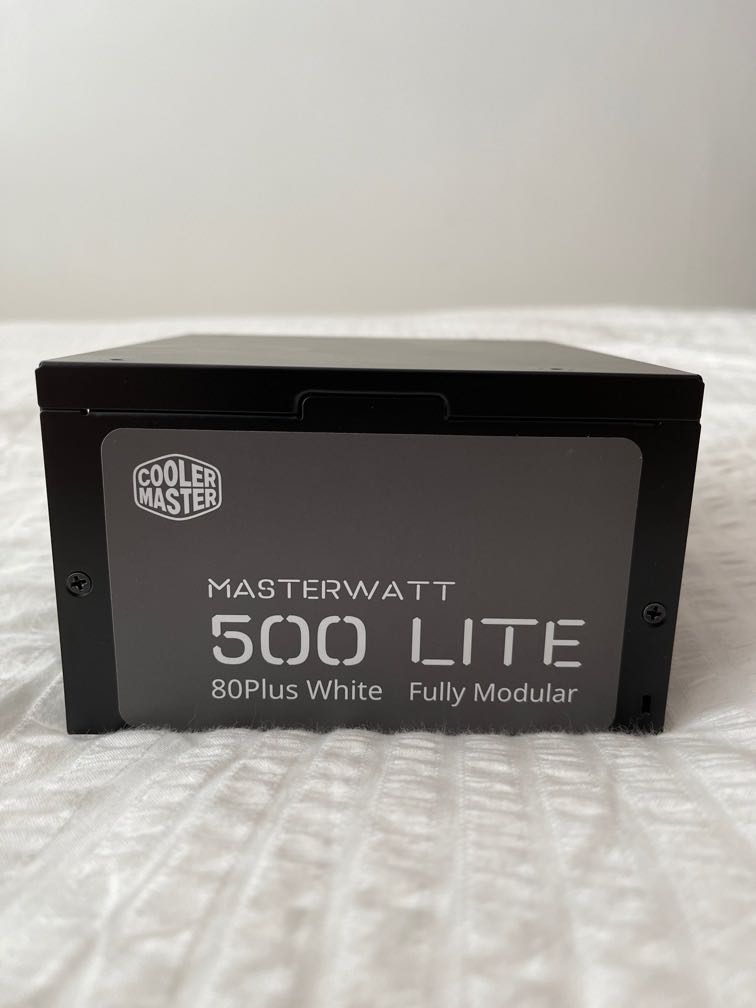 COOLER
MASTER
MASTERWATT
500 LITE
80Plus White Fully Modular